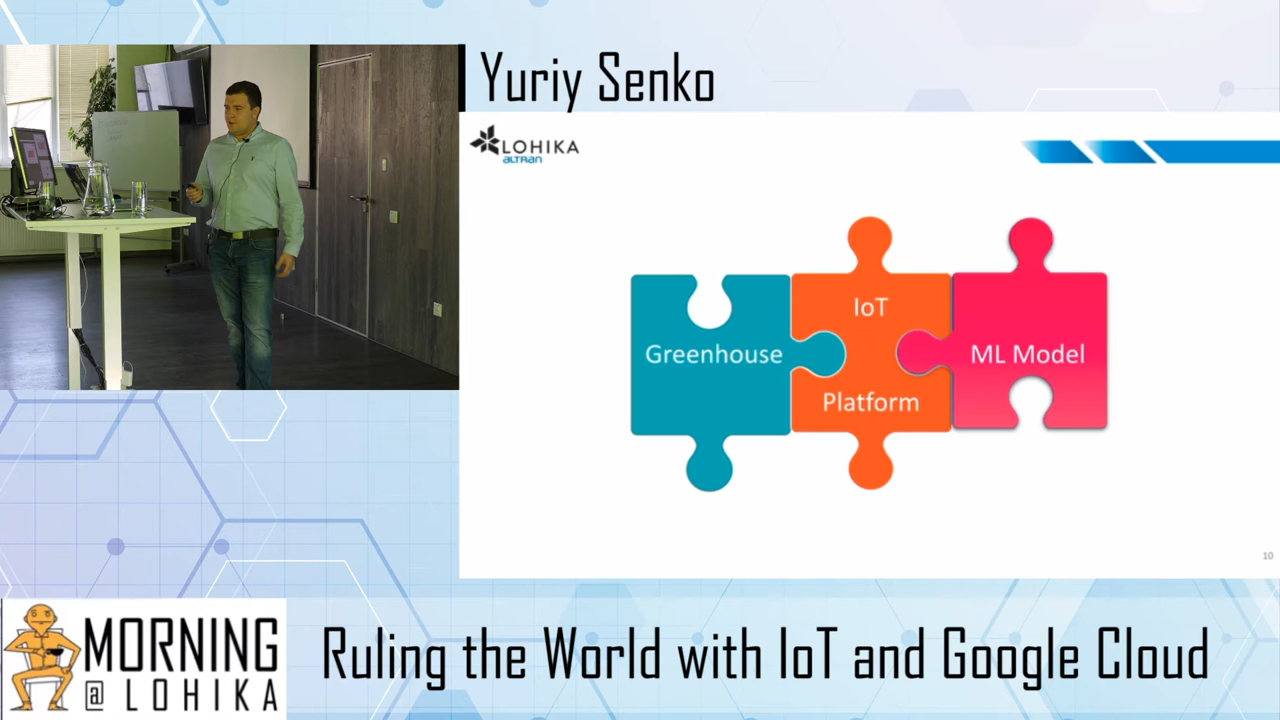 Yuriy Senko
LOHIKA
altran
Greenhouse
IoT
Platform
ML Model
10
MORNING
@ LOHIKA
Ruling the World with IoT and Google Cloud